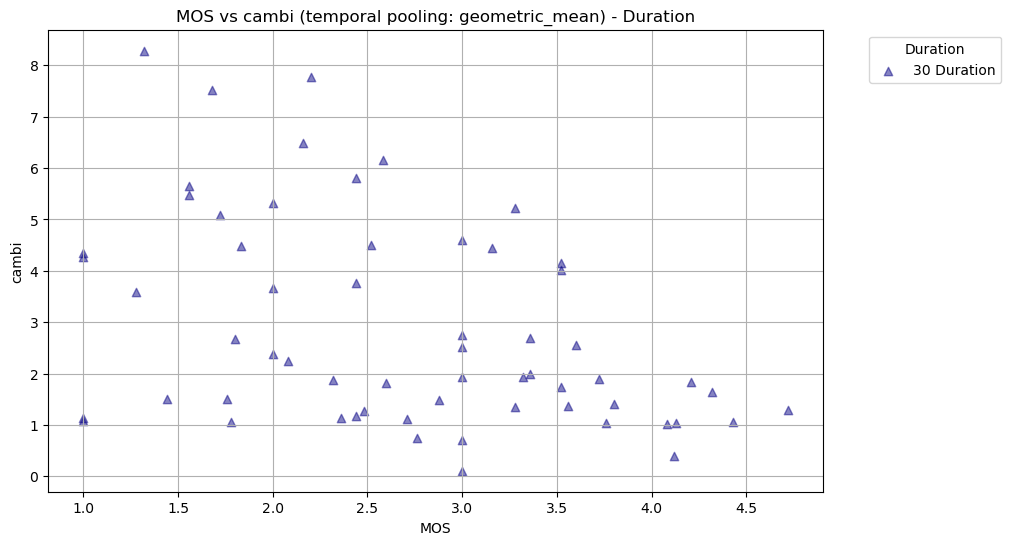 MOS vs cambi (temporal pooling: geometric_mean) - Duration
Duration
30 Duration
8
7
6
5
4
3
2
1
0
cambi
1.0 1.5 2.0 2.5 3.0 3.5 4.0 4.5
MOS